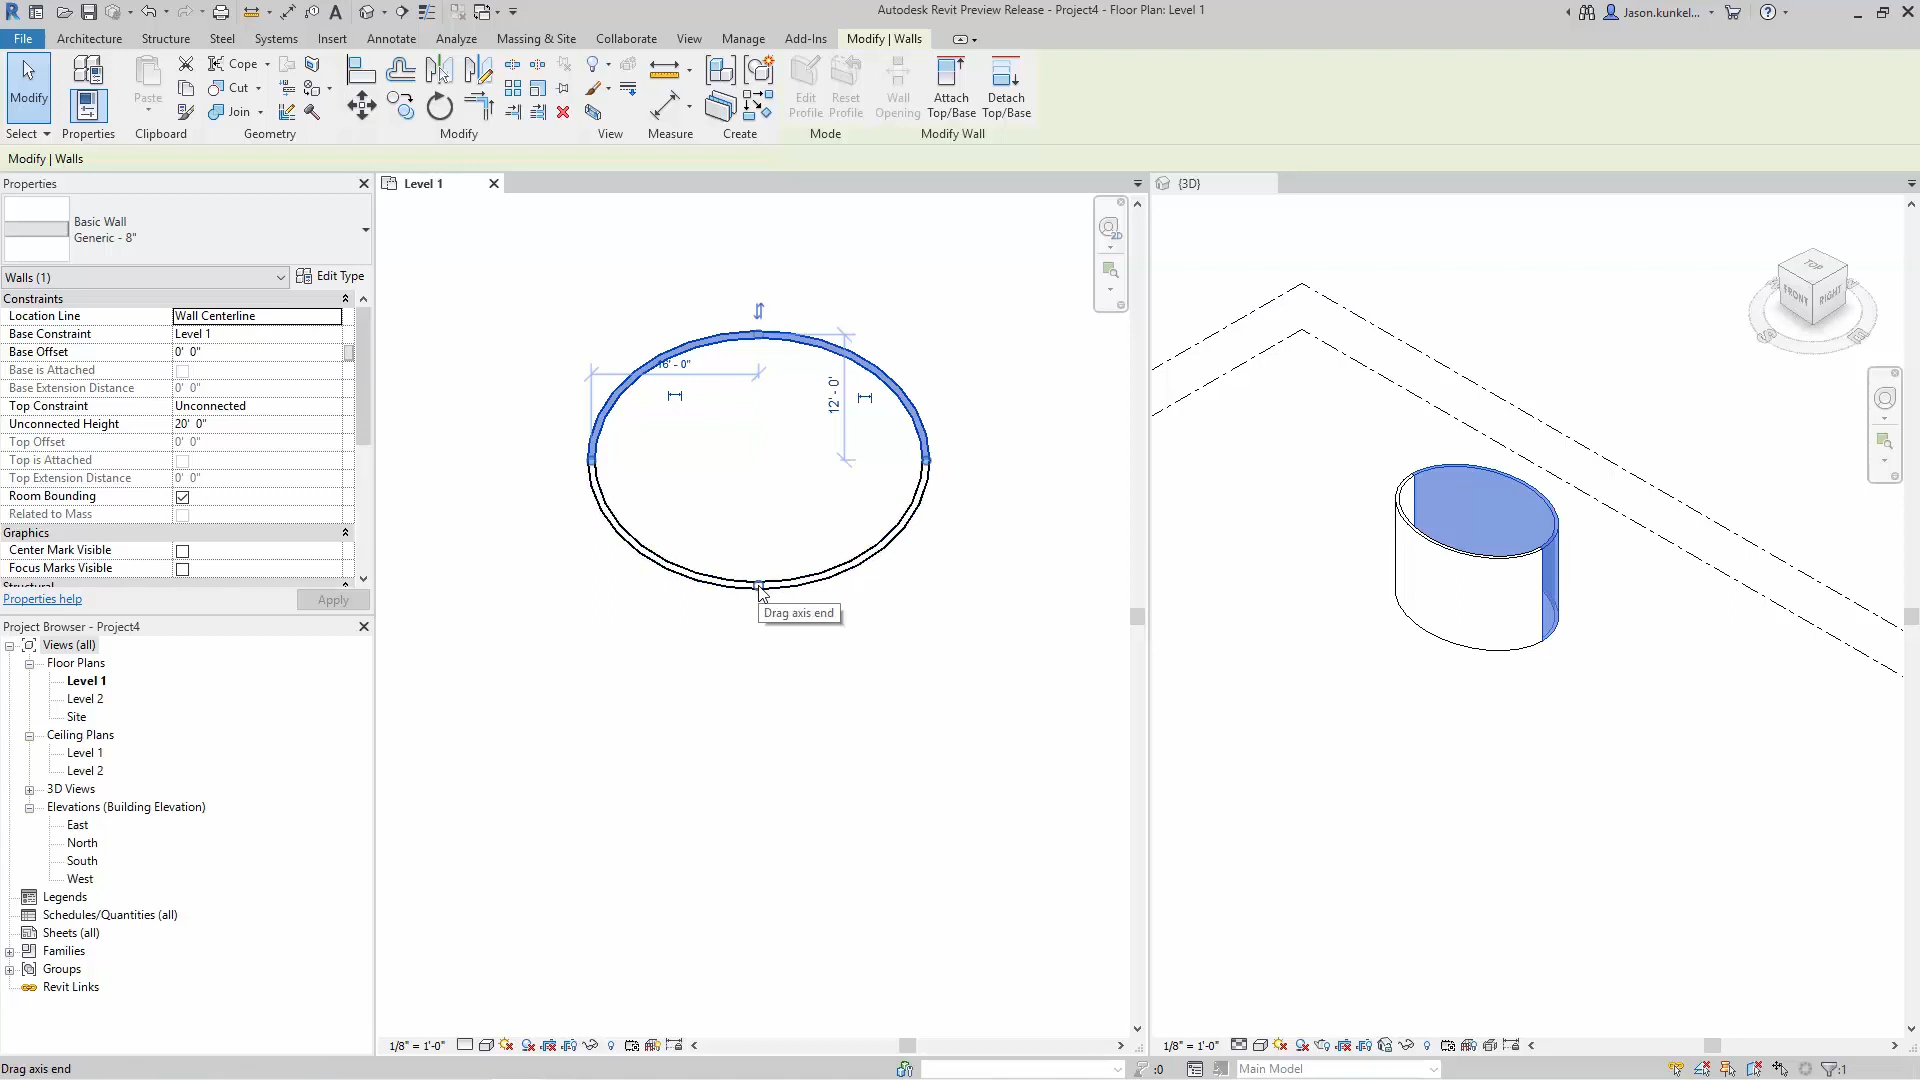 Autodesk Revit Preview Release - Project4 - Floor Plan: Level 1
Jason.kunkel...
File
Architecture
Structure
Steel
Systems
Insert
Annotate
Analyze
Massing & Site
Collaborate
View
Manage
Add-Ins
Modify | Walls
Modify
Properties
Paste
Cope
Cut
Join
Edit
Profile
Reset
Profile
Wall
Opening
Attach
Top/Base
Detach
Top/Base
Select
Properties
Clipboard
Geometry
Modify
View
Measure
Create
Mode
Modify Wall
Modify | Walls
Properties
Level 1
{3D}
Basic Wall
Generic - 8"
Walls (1)
Edit Type
Constraints
Location Line Wall Centerline
Base Constraint Level 1
Base Offset 0' 0"
Base is Attached
Base Extension Distance 0' 0"
Top Constraint Unconnected
Unconnected Height 20' 0"
Top Offset 0' 0"
Top is Attached
Top Extension Distance 0' 0"
Room Bounding
Related to Mass
Graphics
Center Mark Visible
Focus Marks Visible
Structural
Properties help
Apply
Project Browser - Project4
Views (all)
Floor Plans
Level 1
Level 2
Site
Ceiling Plans
Level 1
Level 2
3D Views
Elevations (Building Elevation)
East
North
South
West
Legends
Schedules/Quantities (all)
Sheets (all)
Families
Groups
Revit Links
2D
16' - 0"
12' - 0"
Drag axis end
TOP
FRONT
RIGHT
1/8" = 1'-0"
1/8" = 1'-0"
Drag axis end
:0
Main Model
:1